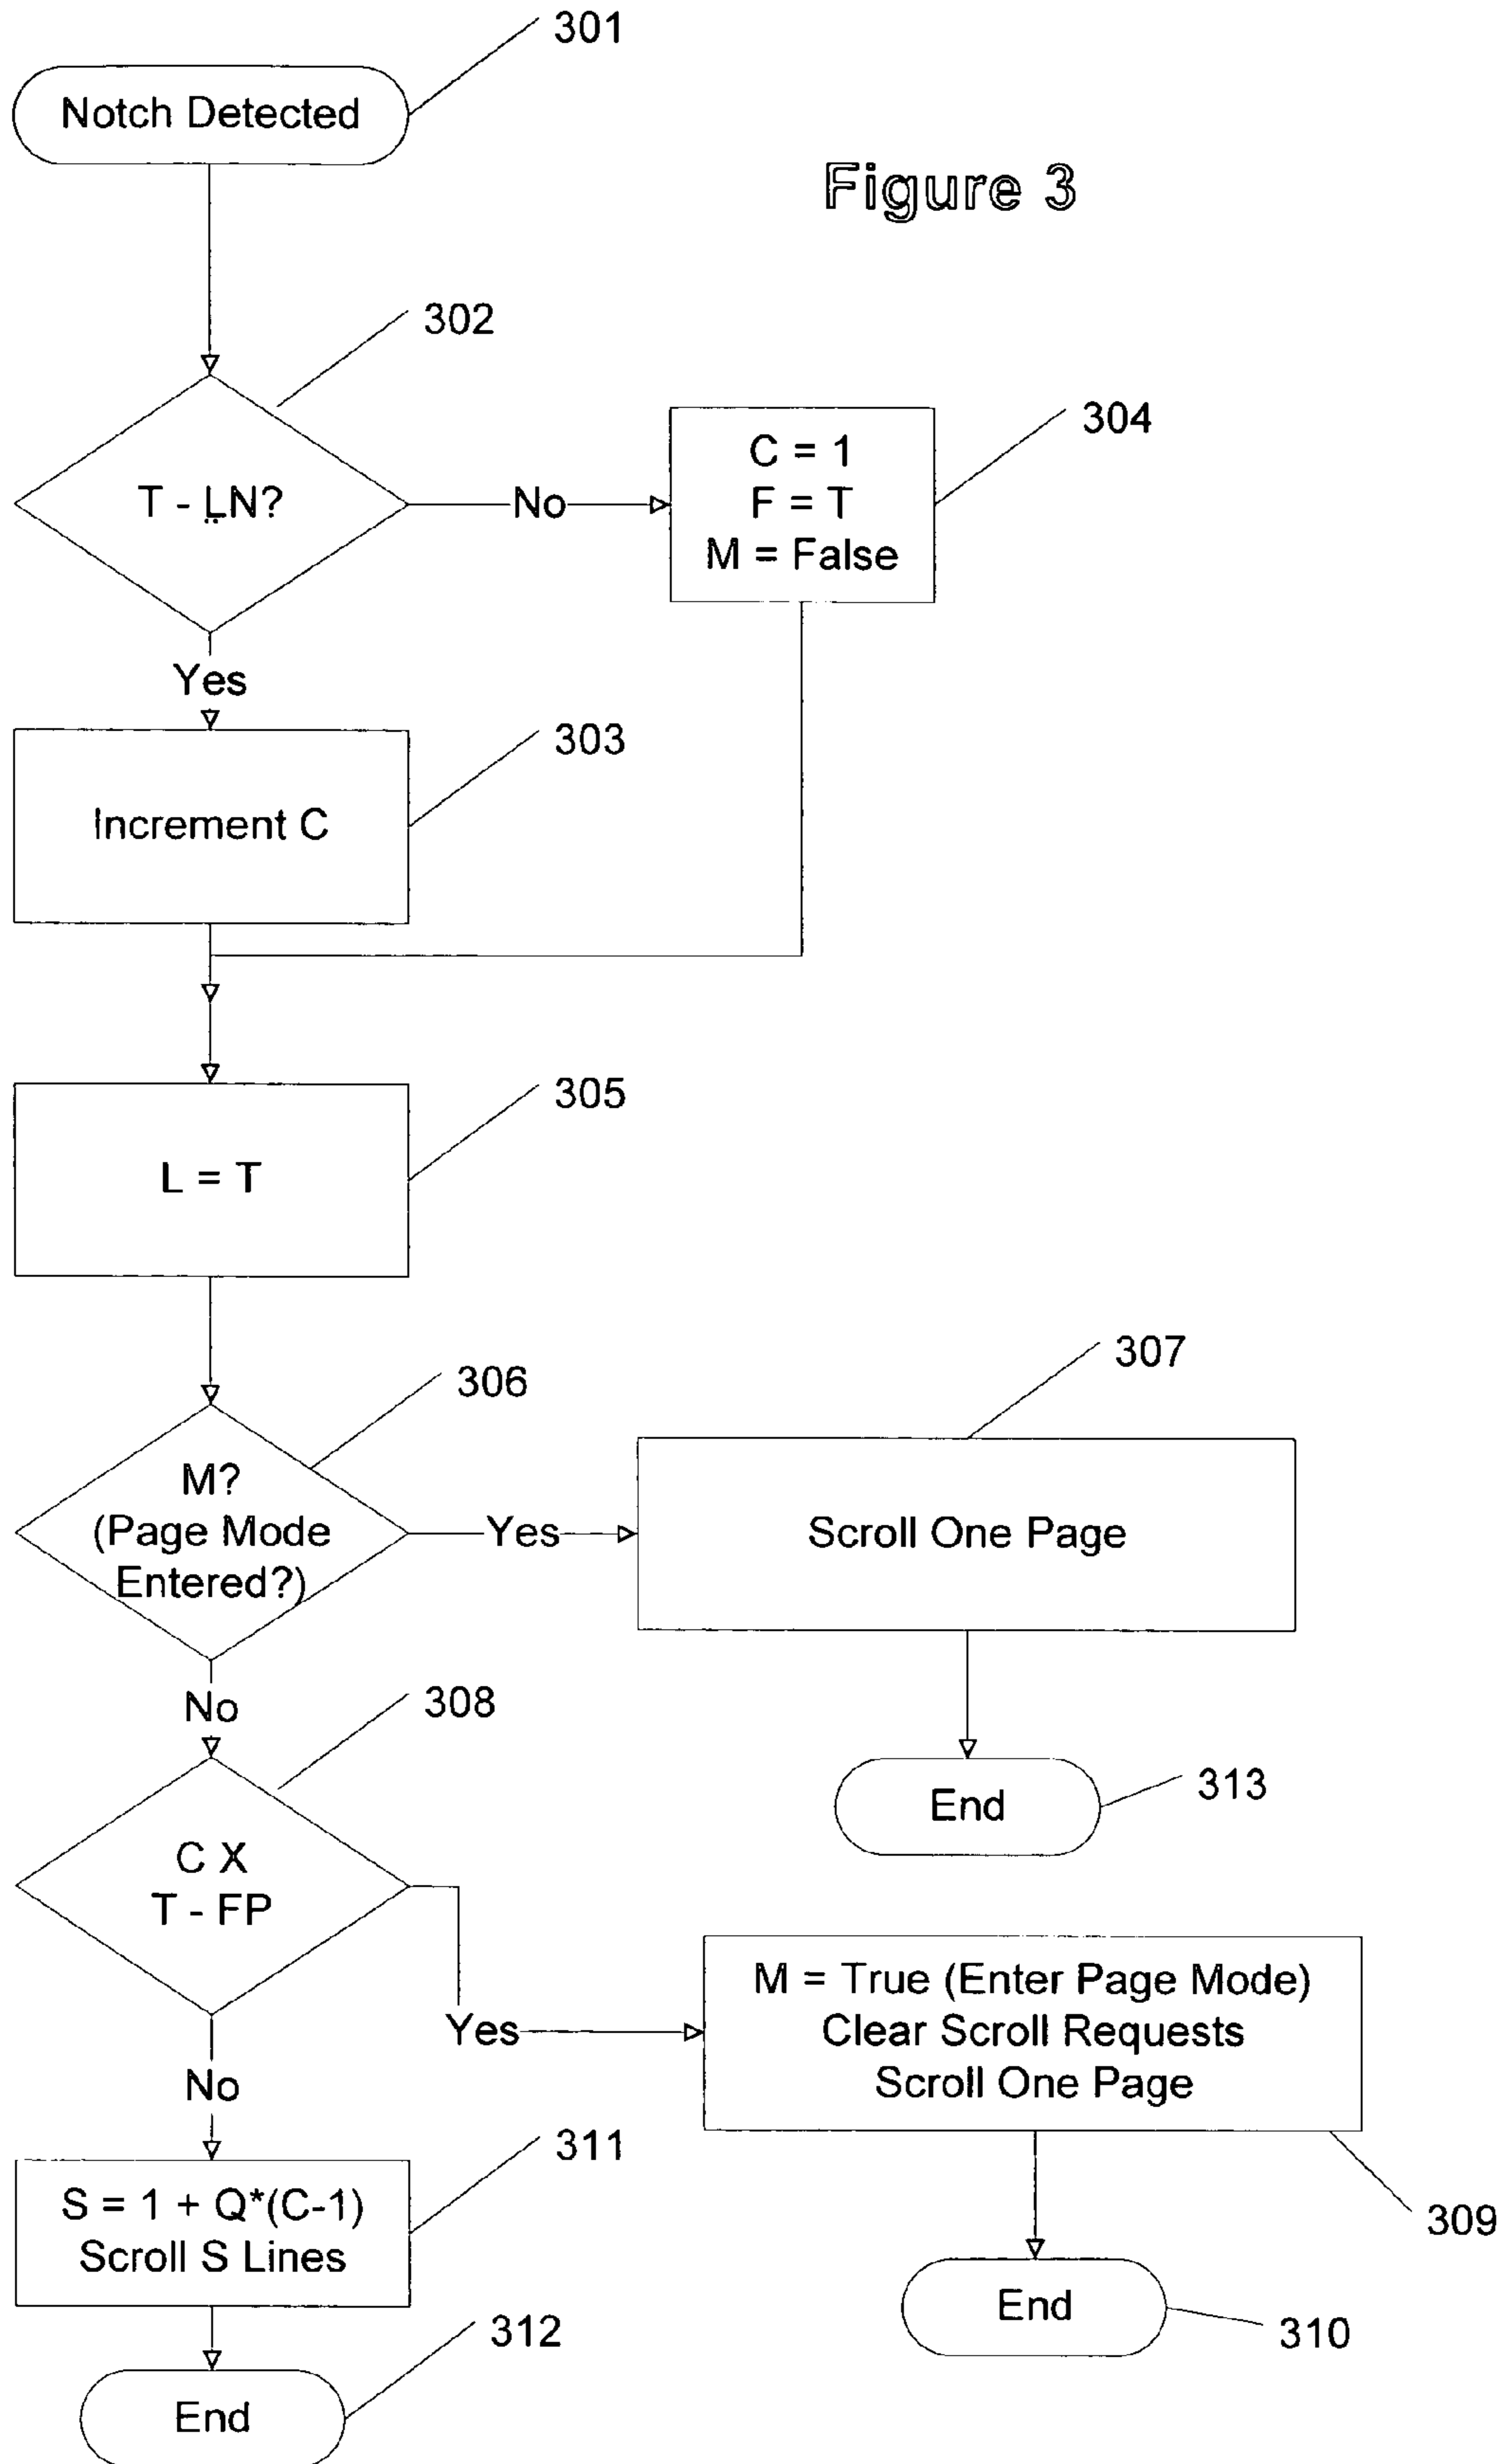 301
Notch Detected
Figure 3
302
T - LN?
No
304
C = 1
F = T
M = False
Yes
303
Increment C
305
L = T
306
M?
(Page Mode
Entered?)
Yes
307
Scroll One Page
No
313
End
308
C X
T - FP
Yes
M = True (Enter Page Mode)
Clear Scroll Requests
Scroll One Page
309
No
311
S = 1 + Q*(C-1)
Scroll S Lines
End
310
312
End